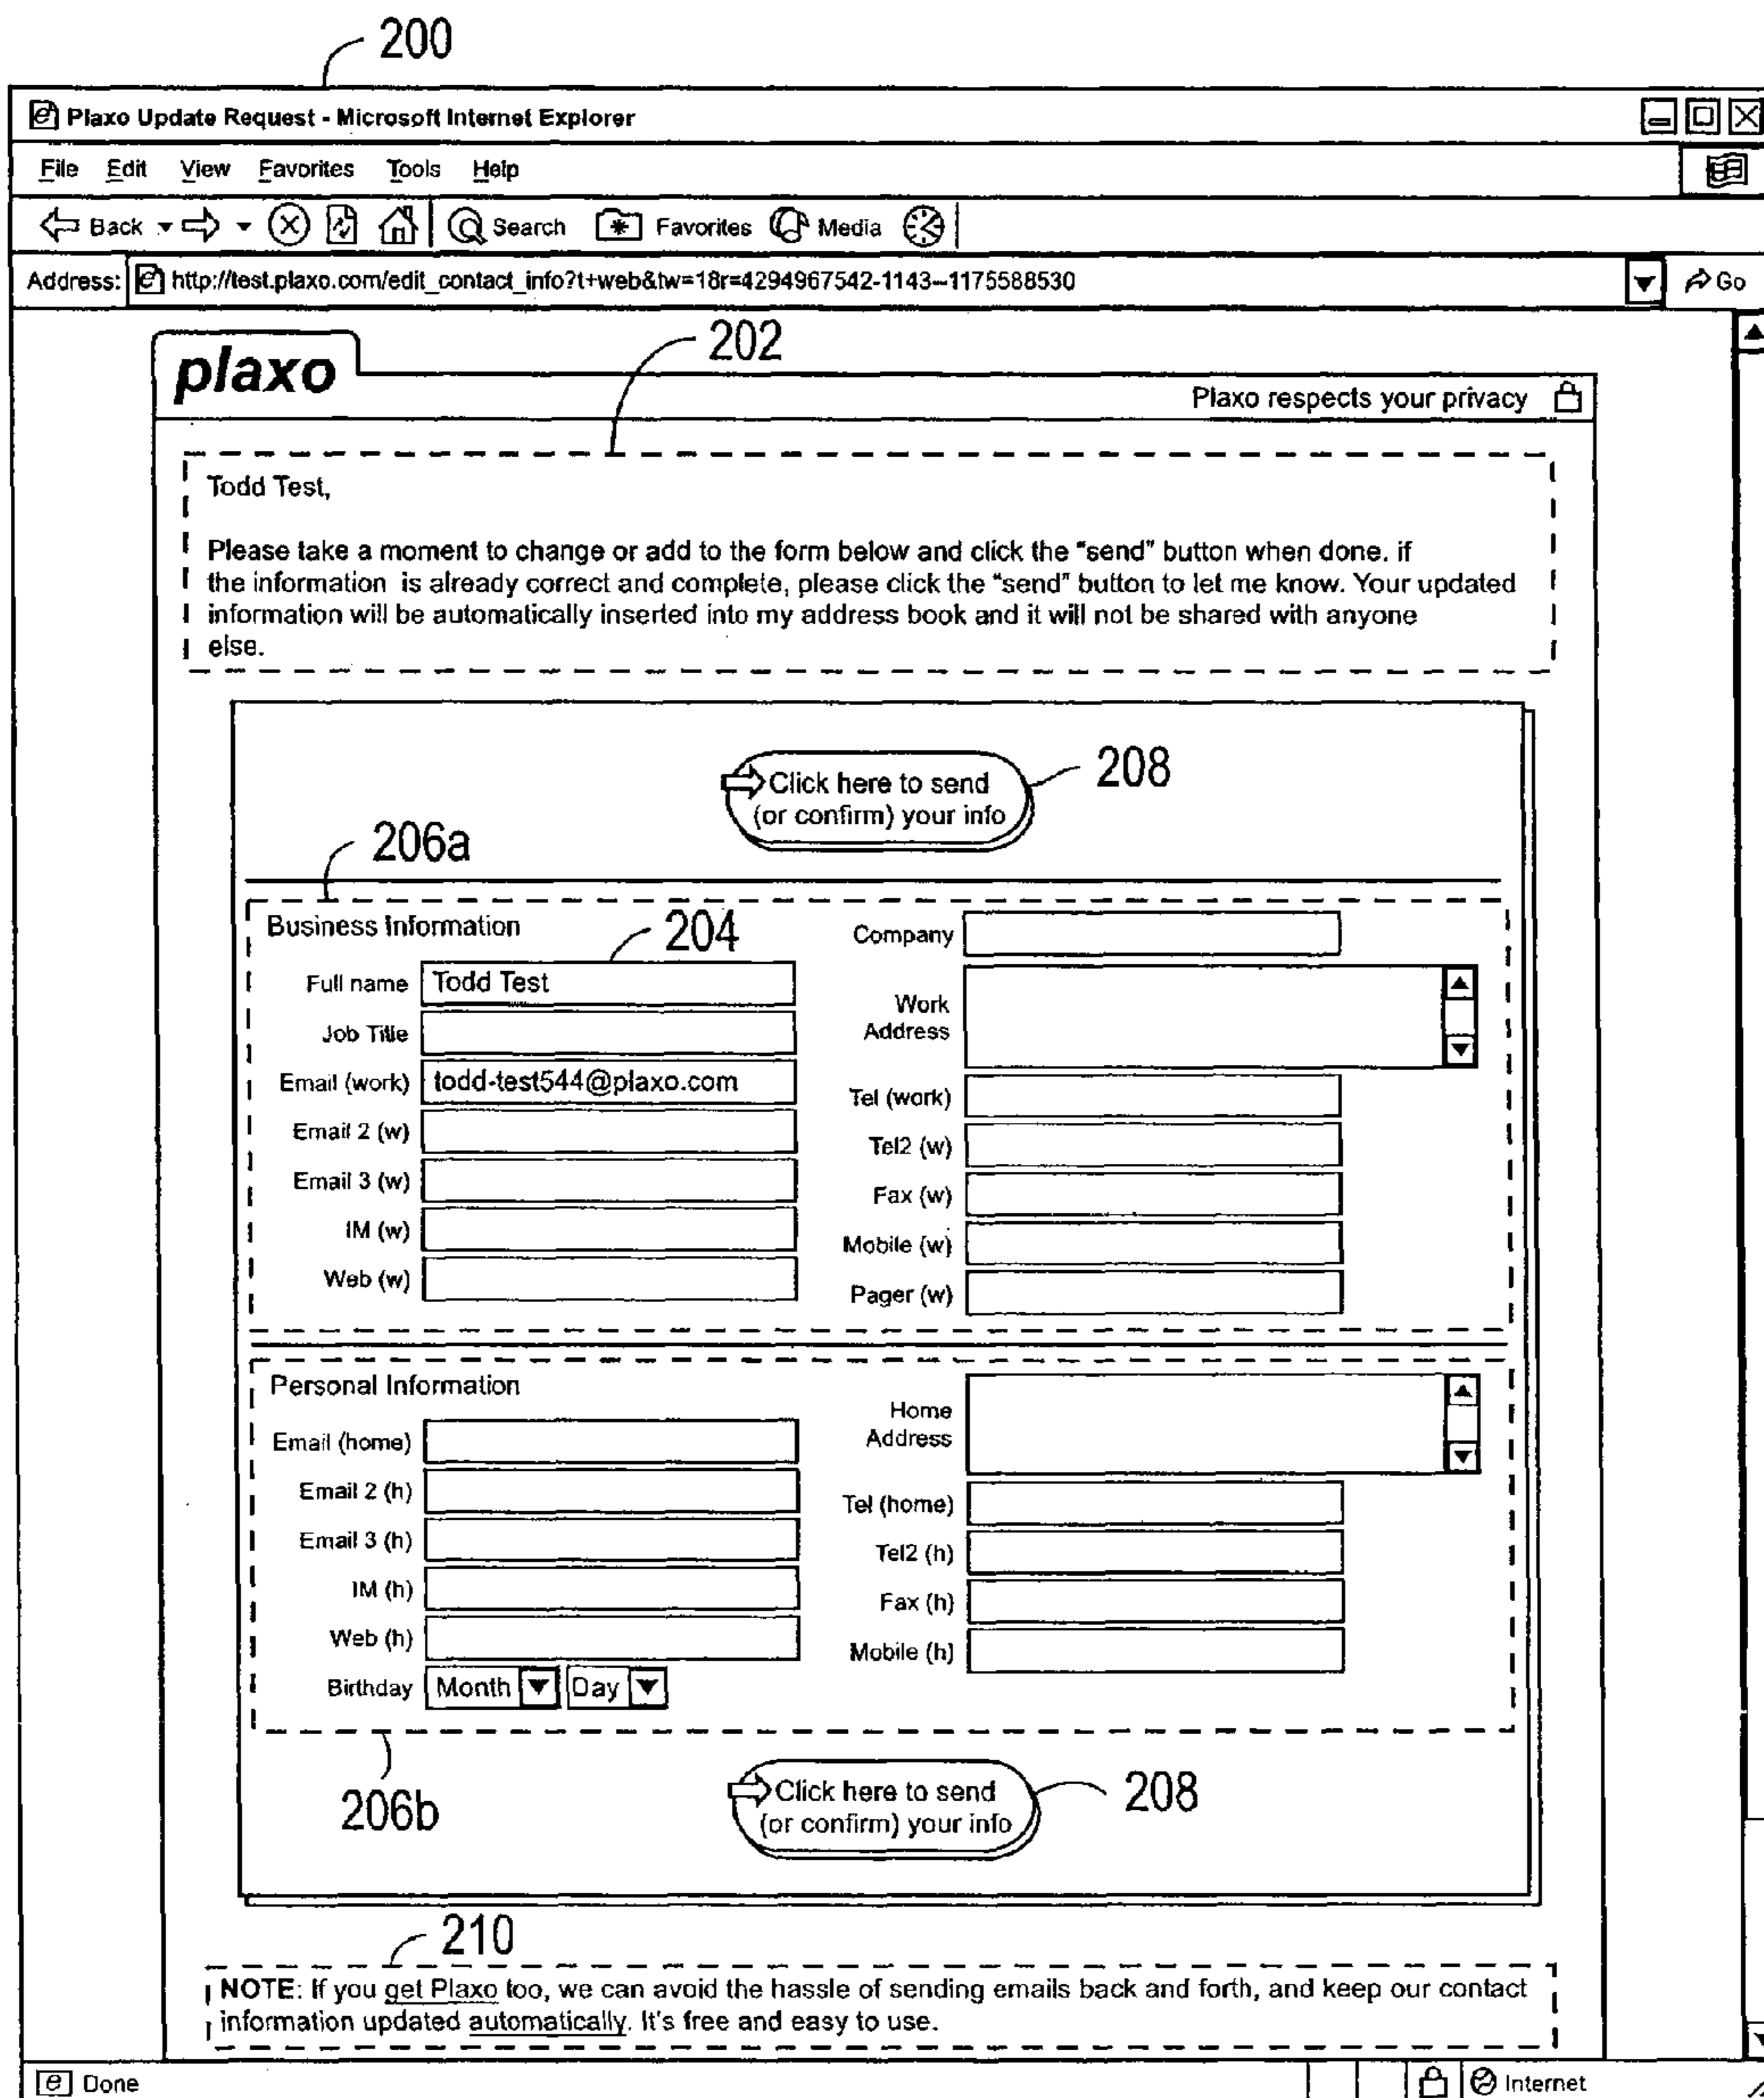 200
Plaxo Update Request - Microsoft Internet Explorer
File Edit View Favorites Tools Help
Back Search Favorites Media
Address: http://test.plaxo.com/edit_contact_info?t+web&tw=18r=4294967542-1143--1175588530 Go
plaxo
202
Plaxo respects your privacy
Todd Test,
Please take a moment to change or add to the form below and click the "send" button when done. if
the information is already correct and complete, please click the "send" button to let me know. Your updated
information will be automatically inserted into my address book and it will not be shared with anyone
else.
Click here to send
(or confirm) your info
208
206a
Business Information
204
Full name Todd Test
Job Title
Email (work) todd-test544@plaxo.com
Email 2 (w)
Email 3 (w)
IM (w)
Web (w)
Company
Work
Address
Tel (work)
Tel2 (w)
Fax (w)
Mobile (w)
Pager (w)
Personal Information
Email (home)
Email 2 (h)
Email 3 (h)
IM (h)
Web (h)
Birthday Month Day
Home
Address
Tel (home)
Tel2 (h)
Fax (h)
Mobile (h)
206b
Click here to send
(or confirm) your info
208
210
NOTE: If you get Plaxo too, we can avoid the hassle of sending emails back and forth, and keep our contact
information updated automatically. It's free and easy to use.
Done Internet